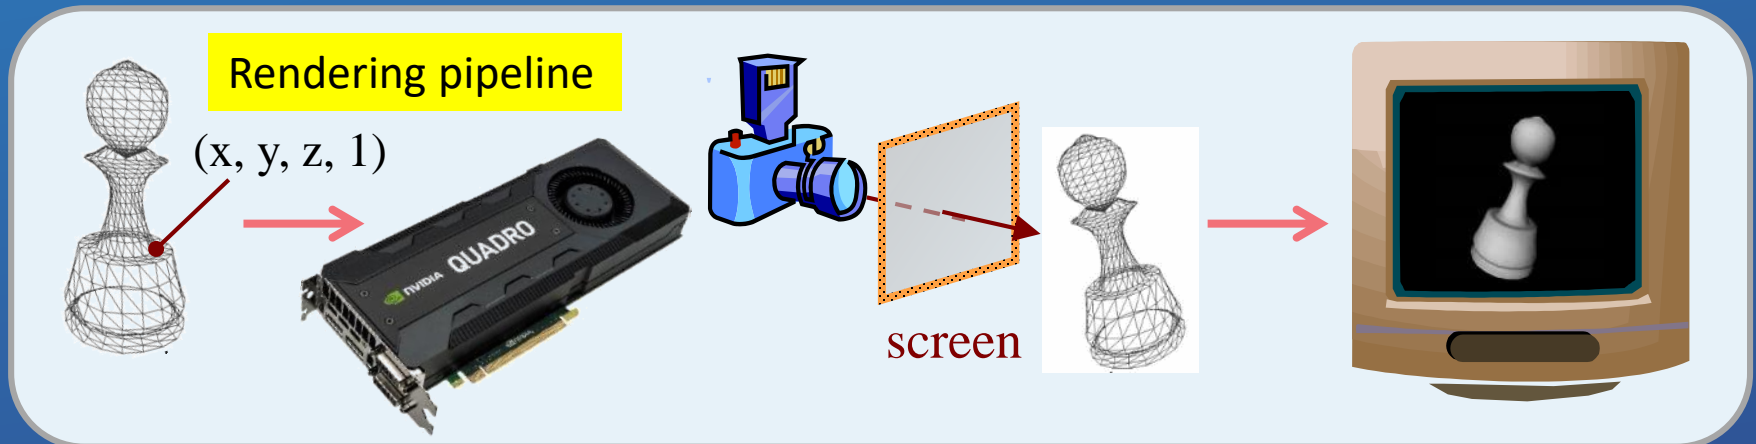 Rendering pipeline
(x, y, z, 1)
NVIDIA QUADRO
screen